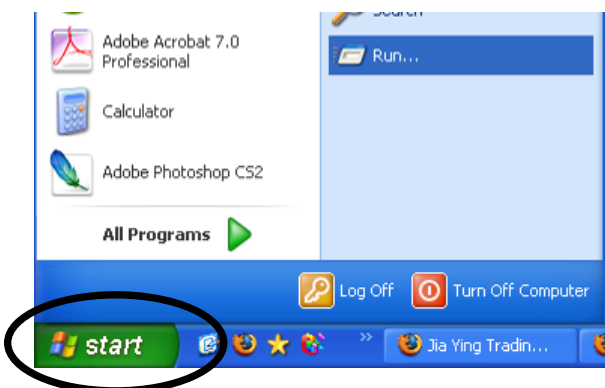 Search
Adobe Acrobat 7.0
Professional
Run...
Calculator
Adobe Photoshop CS2
All Programs
Log Off
Turn Off Computer
start
Jia Ying Tradin...